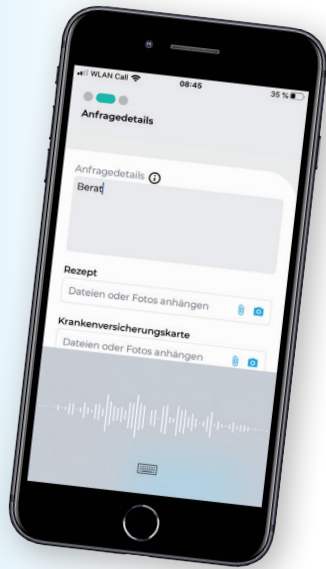 WLAN Call 08:45 35 %
Anfragedetails
Anfragedetails
Berat
Rezept
Dateien oder Fotos anhängen
Krankenversicherungskarte
Dateien oder Fotos anhängen